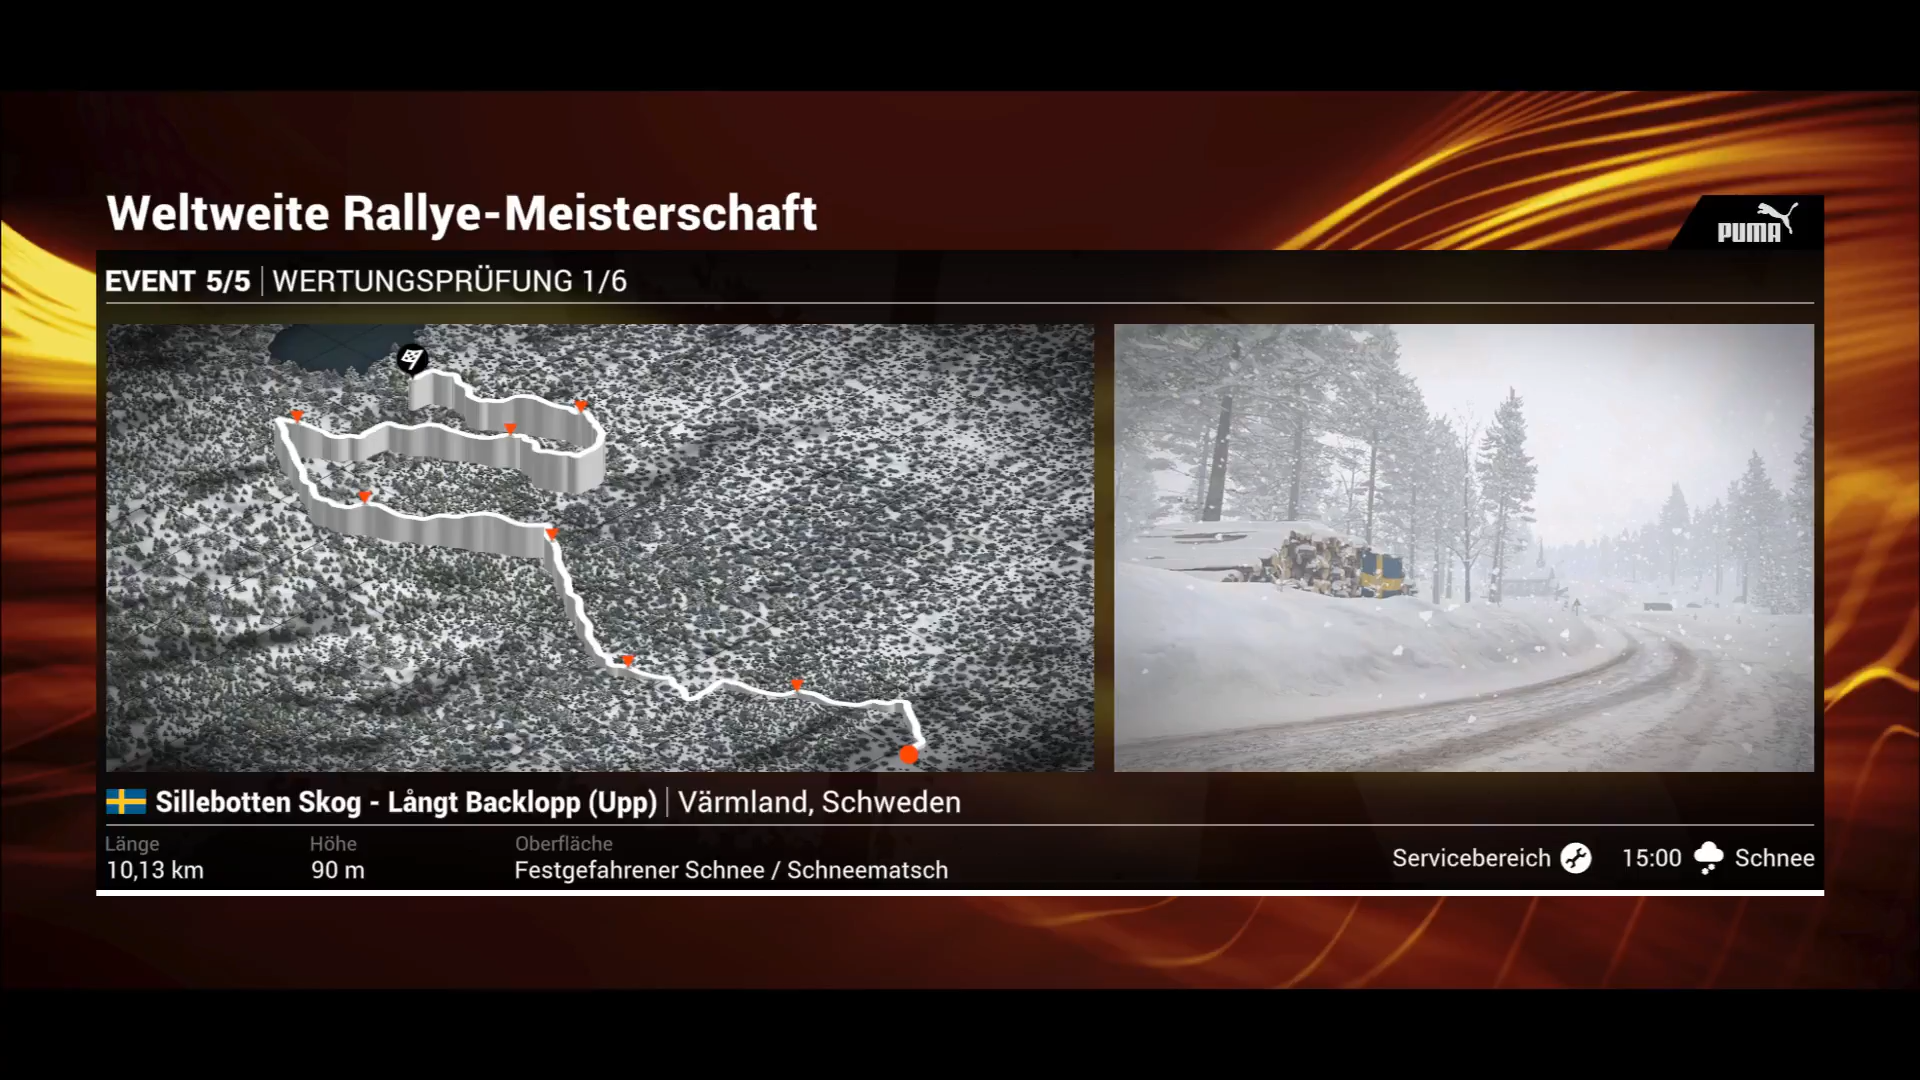 Weltweite Rallye-Meisterschaft
PUMA
EVENT 5/5 | WERTUNGSPRÜFUNG 1/6
Sillebotten Skog - Långt Backlopp (Upp) | Värmland, Schweden
Länge Höhe Oberfläche
10,13 km 90 m Festgefahrener Schnee / Schneematsch Servicebereich 15:00 Schnee